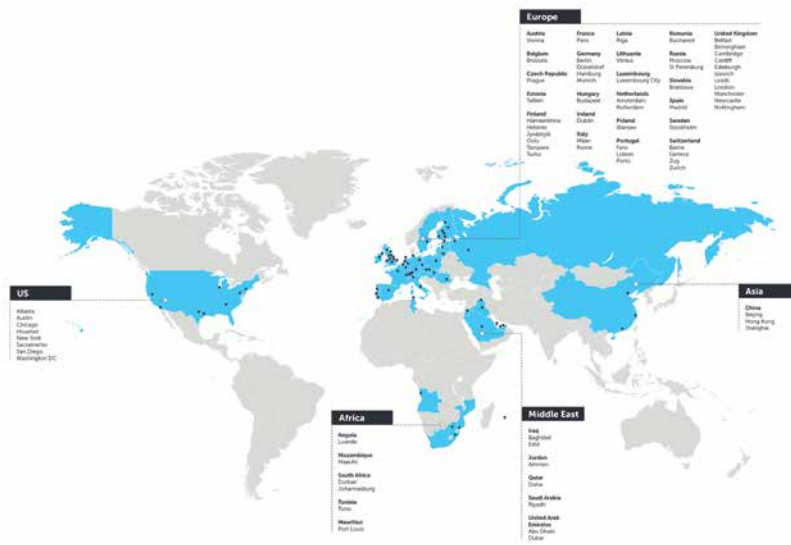 Europe
Austria
Vienna
Belgium
Brussels
Czech Republic
Prague
Estonia
Tallinn
Finland
Hämeenlinna
Helsinki
Jyväskylä
Oulu
Tampere
Turku
France
Paris
Germany
Berlin
Düsseldorf
Hamburg
Munich
Hungary
Budapest
Ireland
Dublin
Italy
Milan
Rome
Latvia
Riga
Lithuania
Vilnius
Luxembourg
Luxembourg City
Netherlands
Amsterdam
Rotterdam
Poland
Warsaw
Portugal
Faro
Lisbon
Porto
Romania
Bucharest
Russia
Moscow
St Petersburg
Slovakia
Bratislava
Spain
Madrid
Sweden
Stockholm
Switzerland
Berne
Geneva
Zug
Zurich
United Kingdom
Belfast
Birmingham
Cambridge
Cardiff
Edinburgh
Ipswich
Leeds
London
Manchester
Newcastle
Nottingham
US
Atlanta
Austin
Chicago
Houston
New York
Sacramento
San Diego
Washington DC
Asia
China
Beijing
Hong Kong
Shanghai
Africa
Angola
Luanda
Mozambique
Maputo
South Africa
Durban
Johannesburg
Tunisia
Tunis
Mauritius
Port Louis
Middle East
Iraq
Baghdad
Erbil
Jordan
Amman
Qatar
Doha
Saudi Arabia
Riyadh
United Arab
Emirates
Abu Dhabi
Dubai